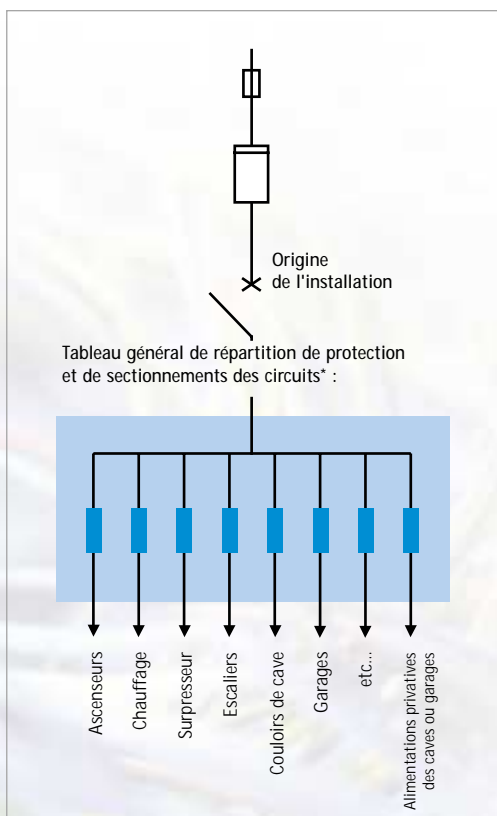 Origine
de l'installation
Tableau général de répartition de protection
et de sectionnements des circuits* :
Ascenseurs
Chauffage
Surpresseur
Escaliers
Couloirs de cave
Garages
etc...
Alimentations privatives
des caves ou garages